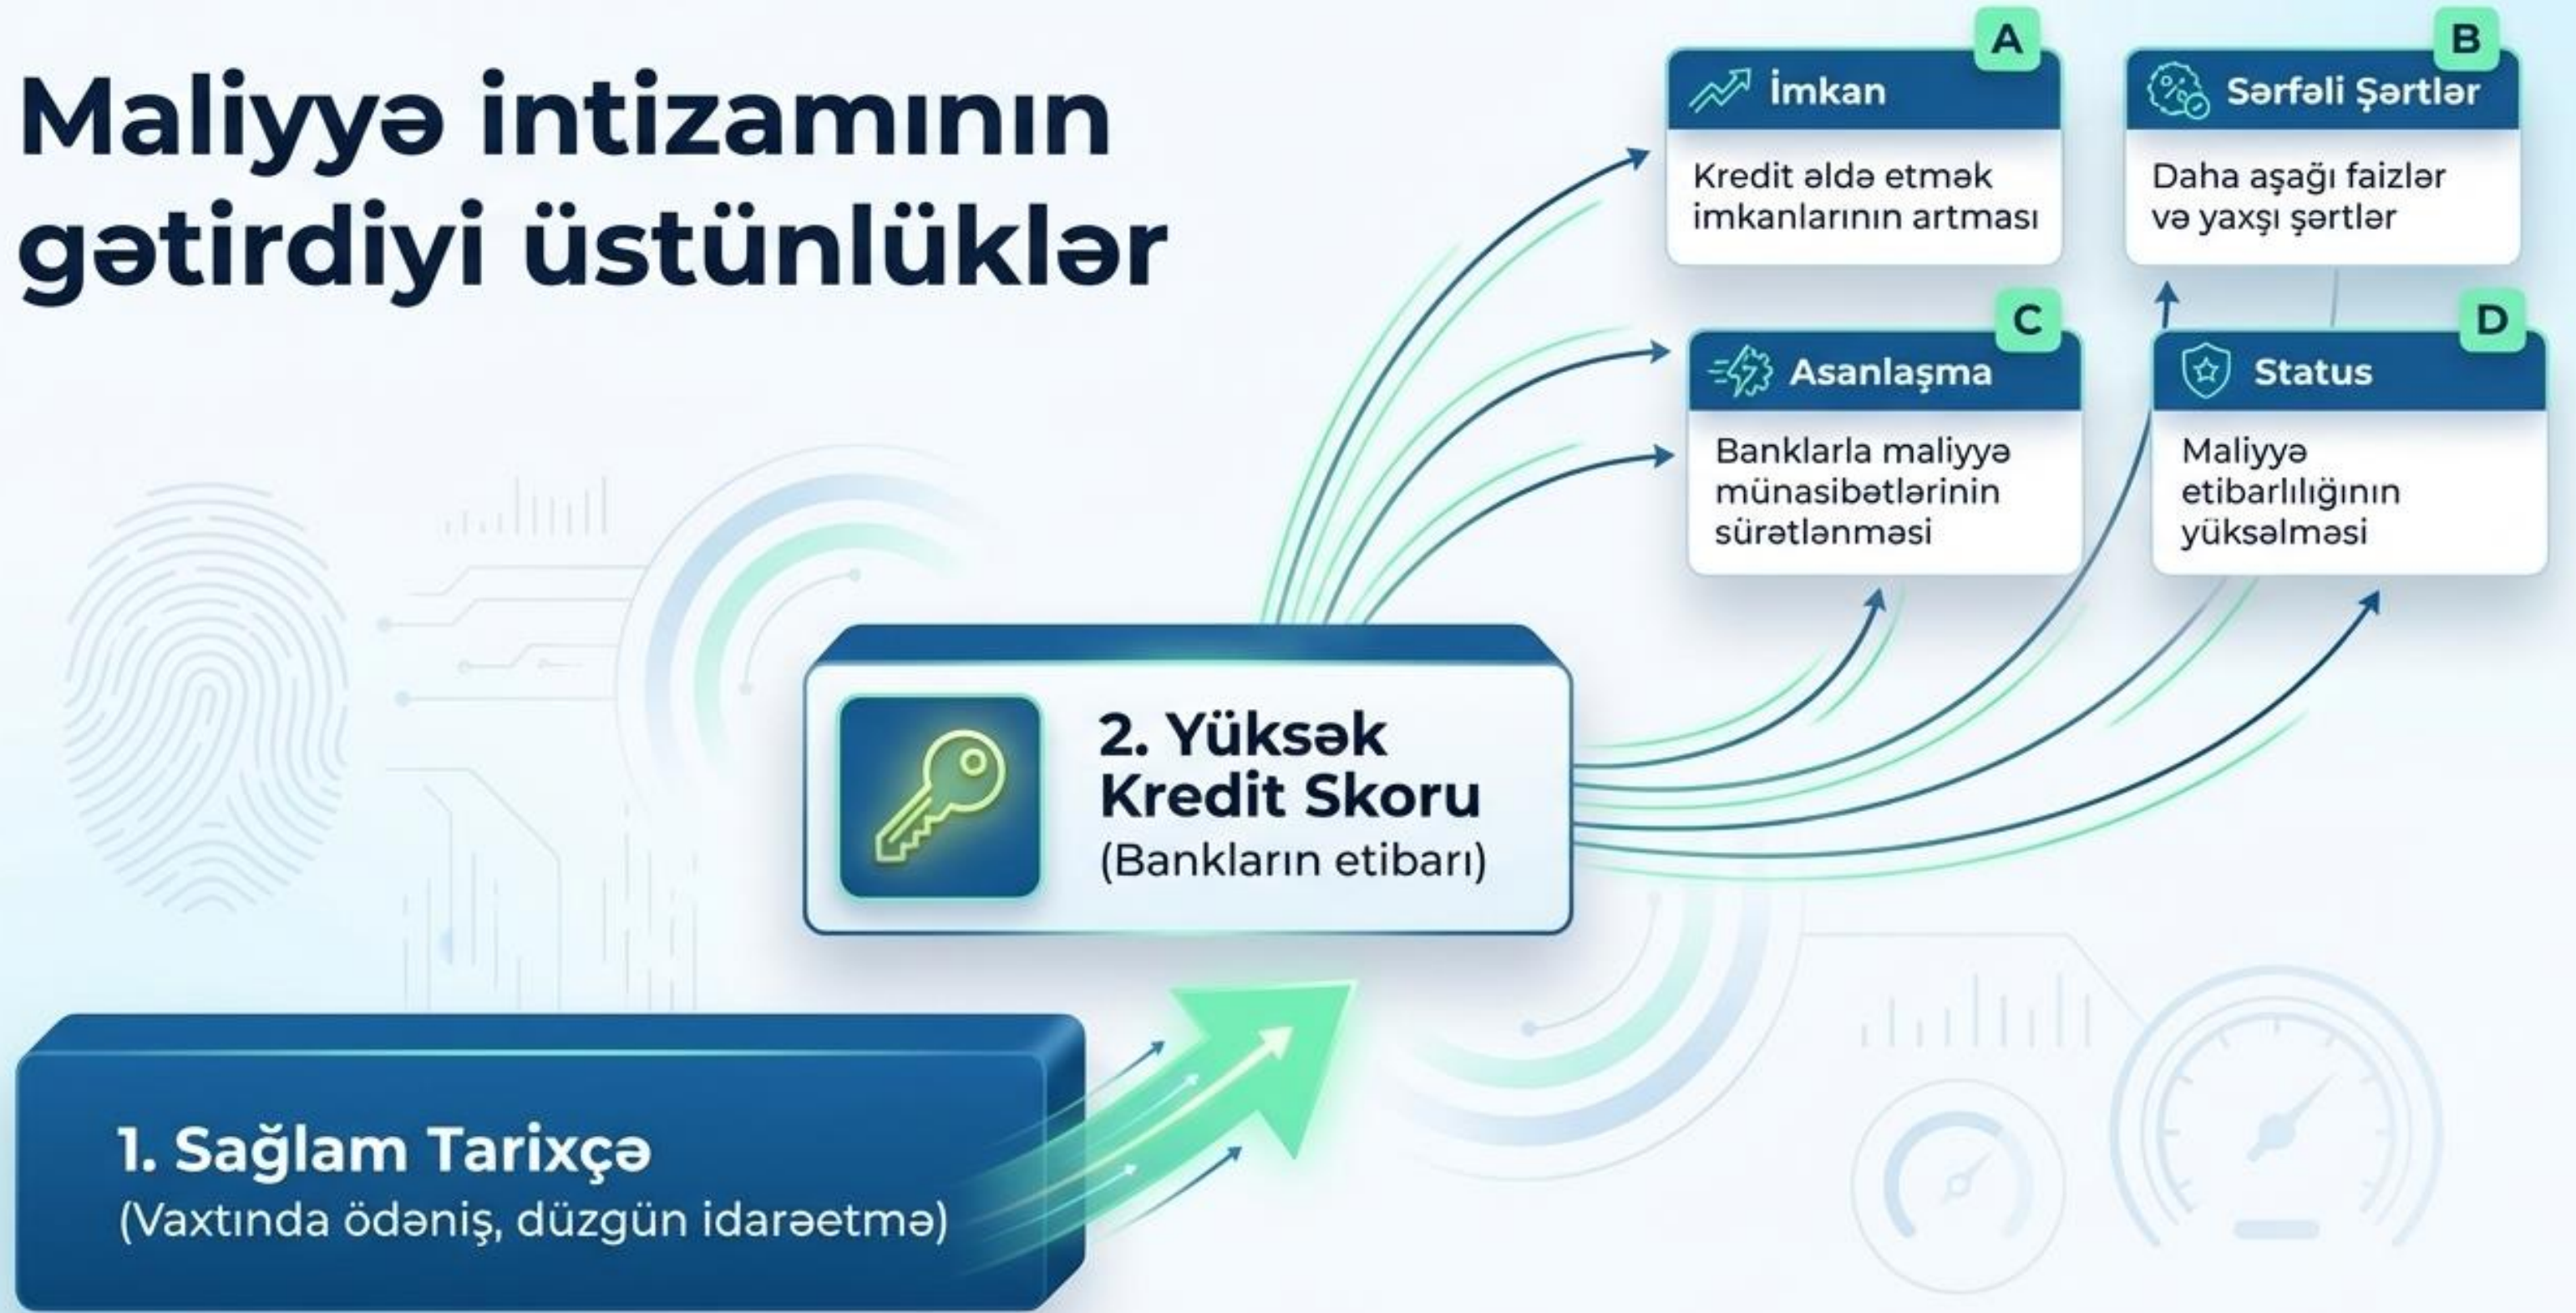 Maliyyə intizamının
gətirdiyi üstünlüklər
A
İmkan
Kredit əldə etmək
imkanlarının artması
B
Sərfəli Şərtlər
Daha aşağı faizlər
və yaxşı şərtlər
C
Asanlaşma
Banklarla maliyyə
münasibətlərinin
sürətlənməsi
D
Status
Maliyyə
etibarlılığının
yüksəlməsi
2. Yüksək
Kredit Skoru
(Bankların etibarı)
1. Sağlam Tarixçə
(Vaxtında ödəniş, düzgün idarəetmə)